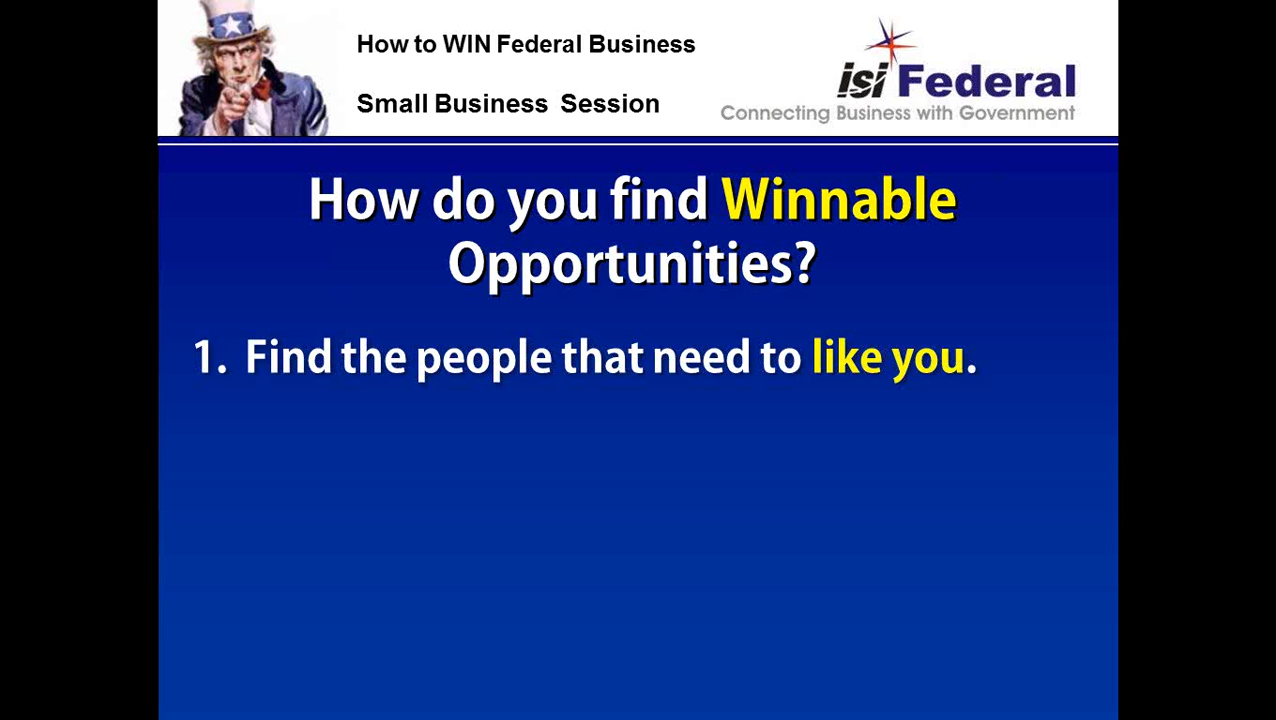 How to WIN Federal Business
Small Business Session
isi Federal
Connecting Business with Government
How do you find Winnable
Opportunities?
1. Find the people that need to like you.